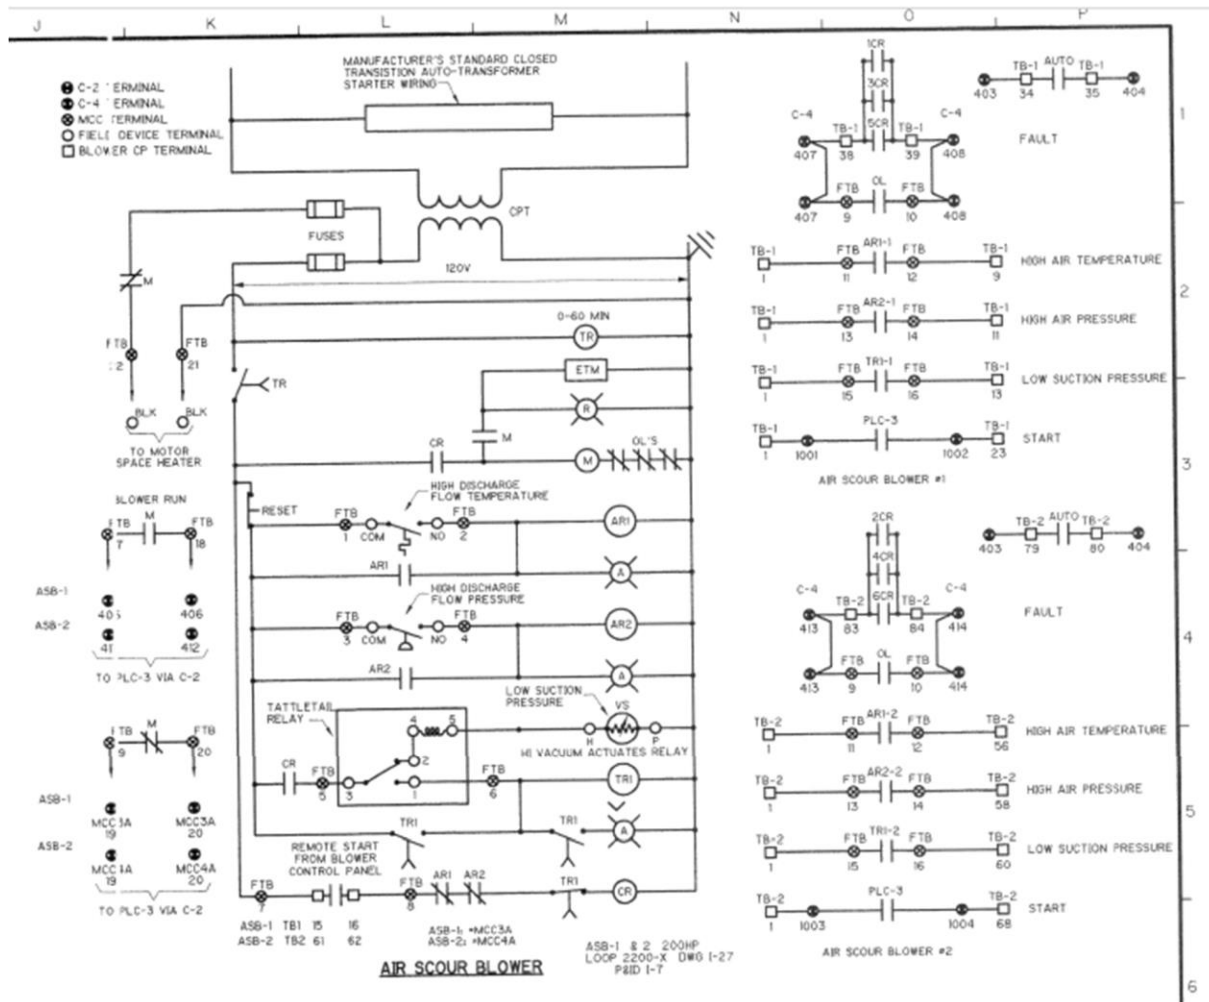 J K L M N O P
C-2 TERMINAL
C-4 TERMINAL
MCC TERMINAL
FIELD DEVICE TERMINAL
BLOWER CP TERMINAL
MANUFACTURER'S STANDARD CLOSED
TRANSISTION AUTO-TRANSFORMER
STARTER WIRING
CPT
FUSES
120V
M
FTB FTB
22 21
BLK BLK
TO MOTOR
SPACE HEATER
0-60 MIN
TR
TR
ETM
R
M
CR
M
OL'S
RESET
HIGH DISCHARGE
FLOW TEMPERATURE
FTB FTB
1 COM NO 2
AR1
AR1
A
HIGH DISCHARGE
FLOW PRESSURE
FTB FTB
3 COM NO 4
AR2
AR2
A
LOW SUCTION
PRESSURE
VS
H P
HI VACUUM ACTUATES RELAY
TATTLETAIL
RELAY
4 5
2
CR FTB FTB
5 3 1 6
TR1
TR1 TR1
A
REMOTE START
FROM BLOWER
CONTROL PANEL
FTB FTB AR1 AR2 TR1
7 8
CR
ASB-1 TB1 15 16
ASB-2 TB2 61 62
ASB-1: *MCC3A
ASB-2: *MCC4A
AIR SCOUR BLOWER
ASB-1 & 2 200HP
LOOP 2200-X DWG I-27
P&ID I-7
BLOWER RUN
FTB M FTB
17 18
ASB-1
405 406
ASB-2
411 412
TO PLC-3 VIA C-2
FTB M FTB
19 20
ASB-1
MCC3A MCC3A
19 20
ASB-2
MCC4A MCC4A
19 20
TO PLC-3 VIA C-2
1CR
3CR
C-4 TB-1 5CR TB-1 C-4
407 38 39 408
FAULT
OL
FTB FTB
407 9 10 408
TB-1 AUTO TB-1
403 34 35 404
TB-1 FTB AR1-1 FTB TB-1
1 11 12 9
HIGH AIR TEMPERATURE
TB-1 FTB AR2-1 FTB TB-1
1 13 14 11
HIGH AIR PRESSURE
TB-1 FTB TR1-1 FTB TB-1
1 15 16 13
LOW SUCTION PRESSURE
TB-1 PLC-3 TB-1
1 1001 1002 23
START
AIR SCOUR BLOWER #1
2CR
4CR
C-4 TB-2 6CR TB-2 C-4
413 83 84 414
FAULT
OL
FTB FTB
413 9 10 414
TB-2 AUTO TB-2
403 79 80 404
TB-2 FTB AR1-2 FTB TB-2
1 11 12 56
HIGH AIR TEMPERATURE
TB-2 FTB AR2-2 FTB TB-2
1 13 14 58
HIGH AIR PRESSURE
TB-2 FTB TR1-2 FTB TB-2
1 15 16 60
LOW SUCTION PRESSURE
TB-2 PLC-3 TB-2
1 1003 1004 68
START
AIR SCOUR BLOWER #2
1
2
3
4
5
6